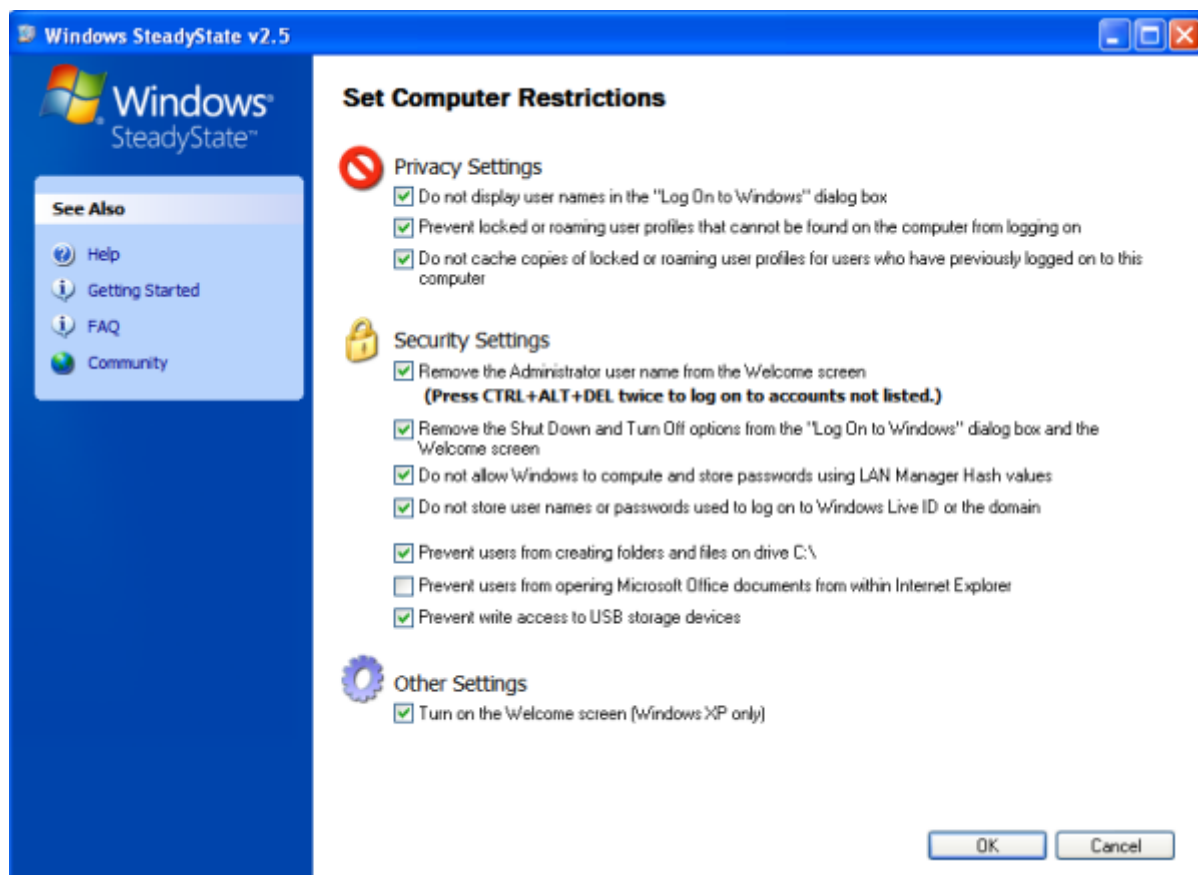 Windows SteadyState v2.5
Windows®
SteadyState™
See Also
Help
Getting Started
FAQ
Community
Set Computer Restrictions
Privacy Settings
Do not display user names in the "Log On to Windows" dialog box
Prevent locked or roaming user profiles that cannot be found on the computer from logging on
Do not cache copies of locked or roaming user profiles for users who have previously logged on to this
computer
Security Settings
Remove the Administrator user name from the Welcome screen
(Press CTRL+ALT+DEL twice to log on to accounts not listed.)
Remove the Shut Down and Turn Off options from the "Log On to Windows" dialog box and the
Welcome screen
Do not allow Windows to compute and store passwords using LAN Manager Hash values
Do not store user names or passwords used to log on to Windows Live ID or the domain
Prevent users from creating folders and files on drive C:\
Prevent users from opening Microsoft Office documents from within Internet Explorer
Prevent write access to USB storage devices
Other Settings
Turn on the Welcome screen (Windows XP only)
OK
Cancel